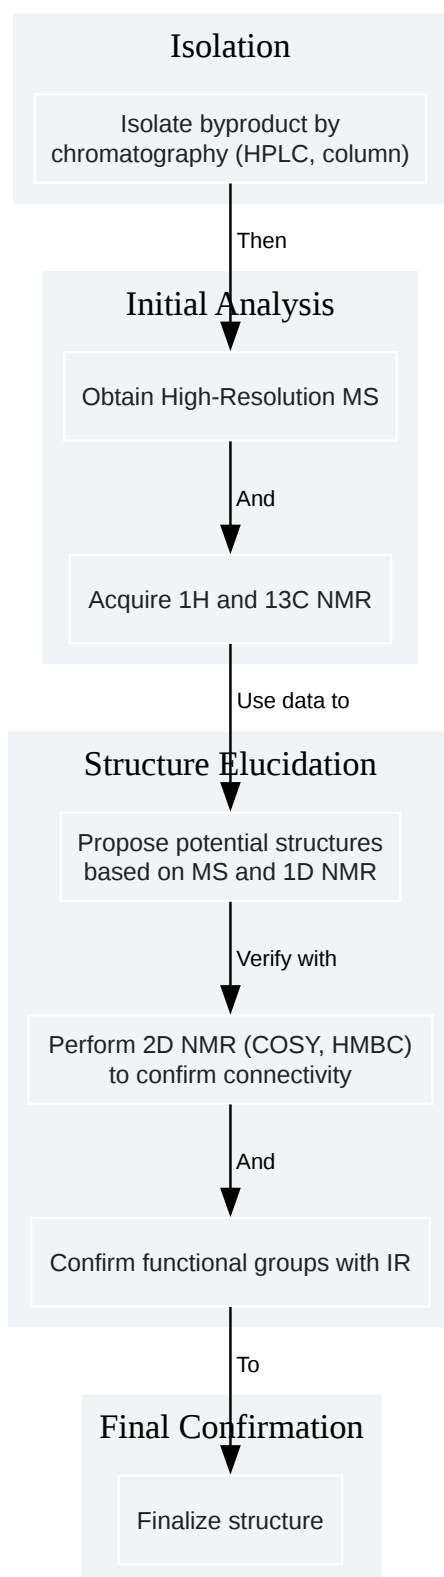 Isolation
Isolate byproduct by
chromatography (HPLC, column)
Then
Initial Analysis
Obtain High-Resolution MS
And
Acquire 1H and 13C NMR
Use data to
Structure Elucidation
Propose potential structures
based on MS and 1D NMR
Verify with
Perform 2D NMR (COSY, HMBC)
to confirm connectivity
And
Confirm functional groups with IR
To
Final Confirmation
Finalize structure